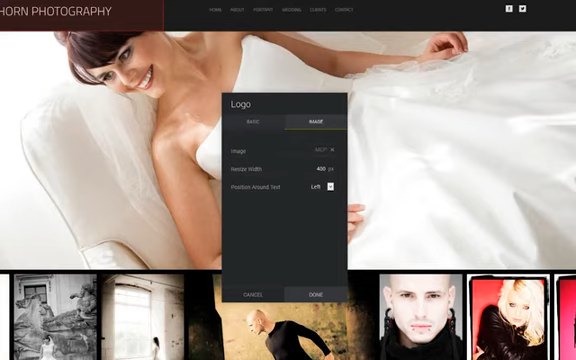 HORN PHOTOGRAPHY
HOME ABOUT PORTRAIT WEDDING CLIENTS CONTACT
Logo
BASIC IMAGE
Image
Resize Width 400 px
Position Around Text Left
CANCEL DONE